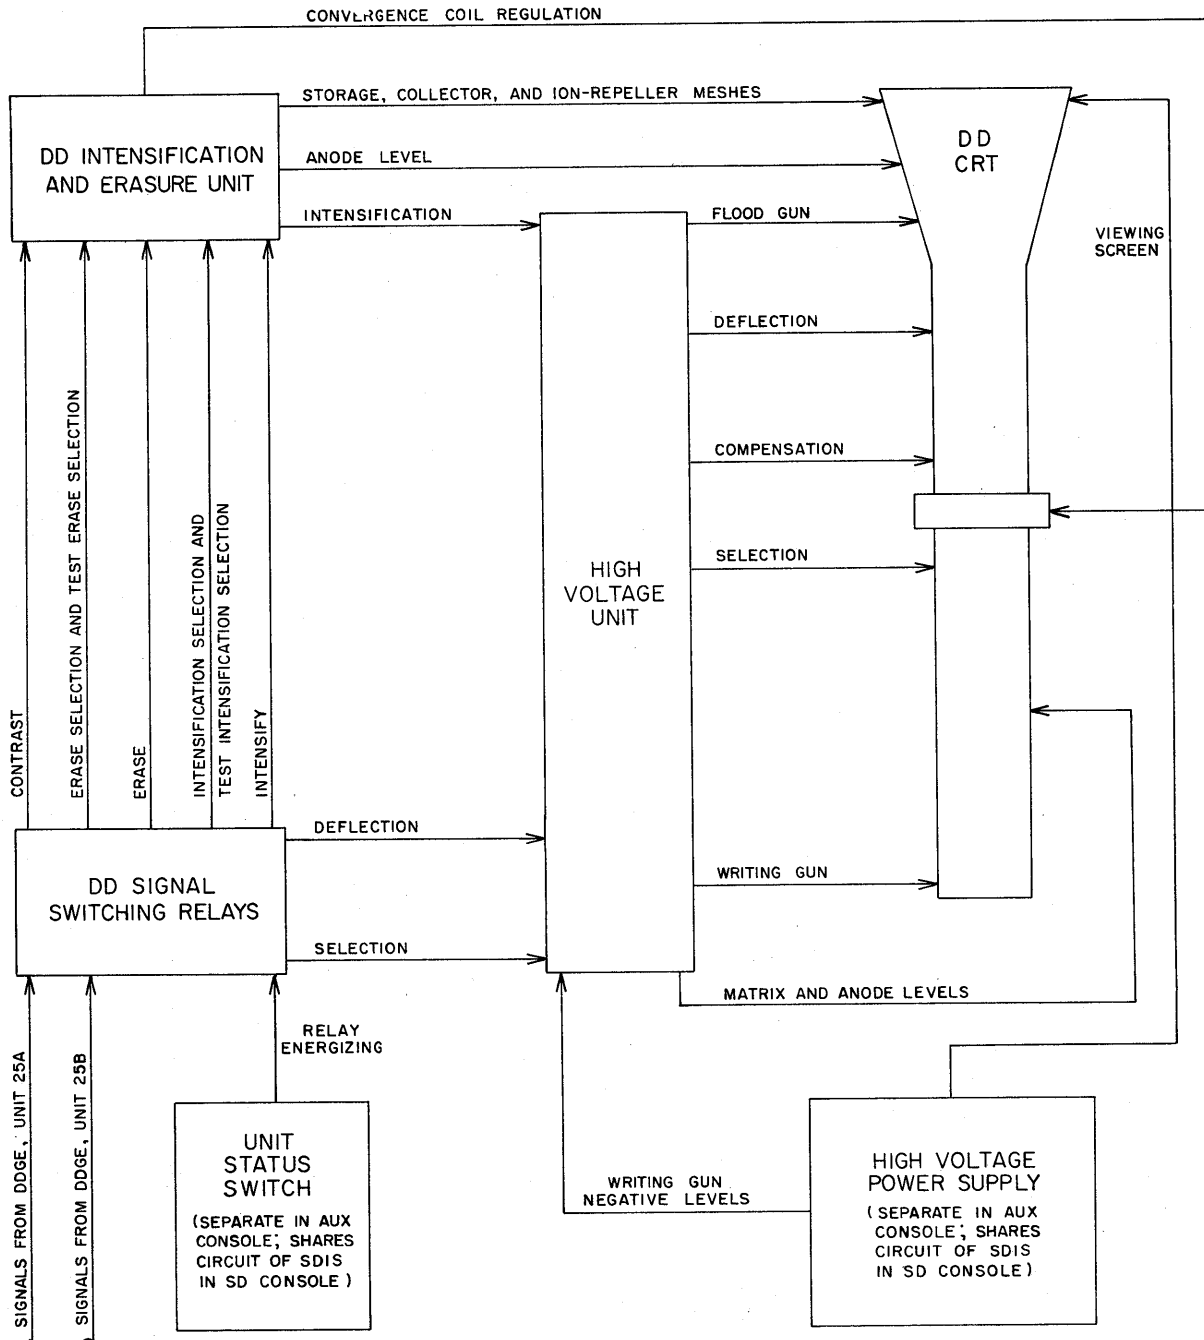 CONVERGENCE COIL REGULATION
STORAGE, COLLECTOR, AND ION-REPELLER MESHES
DD INTENSIFICATION
AND ERASURE UNIT
ANODE LEVEL
INTENSIFICATION
DD
CRT
FLOOD GUN
VIEWING
SCREEN
DEFLECTION
COMPENSATION
SELECTION
HIGH
VOLTAGE
UNIT
CONTRAST
ERASE SELECTION AND TEST ERASE SELECTION
ERASE
INTENSIFICATION SELECTION AND
TEST INTENSIFICATION SELECTION
INTENSIFY
DEFLECTION
DD SIGNAL
SWITCHING RELAYS
WRITING GUN
SELECTION
MATRIX AND ANODE LEVELS
RELAY
ENERGIZING
SIGNALS FROM DDGE, UNIT 25A
SIGNALS FROM DDGE, UNIT 25B
UNIT
STATUS
SWITCH
(SEPARATE IN AUX
CONSOLE; SHARES
CIRCUIT OF SDIS
IN SD CONSOLE)
WRITING GUN
NEGATIVE LEVELS
HIGH VOLTAGE
POWER SUPPLY
(SEPARATE IN AUX
CONSOLE; SHARES
CIRCUIT OF SDIS
IN SD CONSOLE)